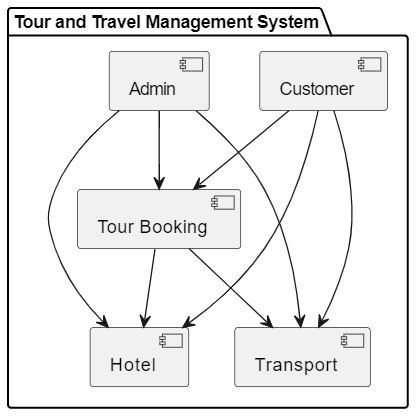 Tour and Travel Management System
Admin
Customer
Tour Booking
Hotel
Transport